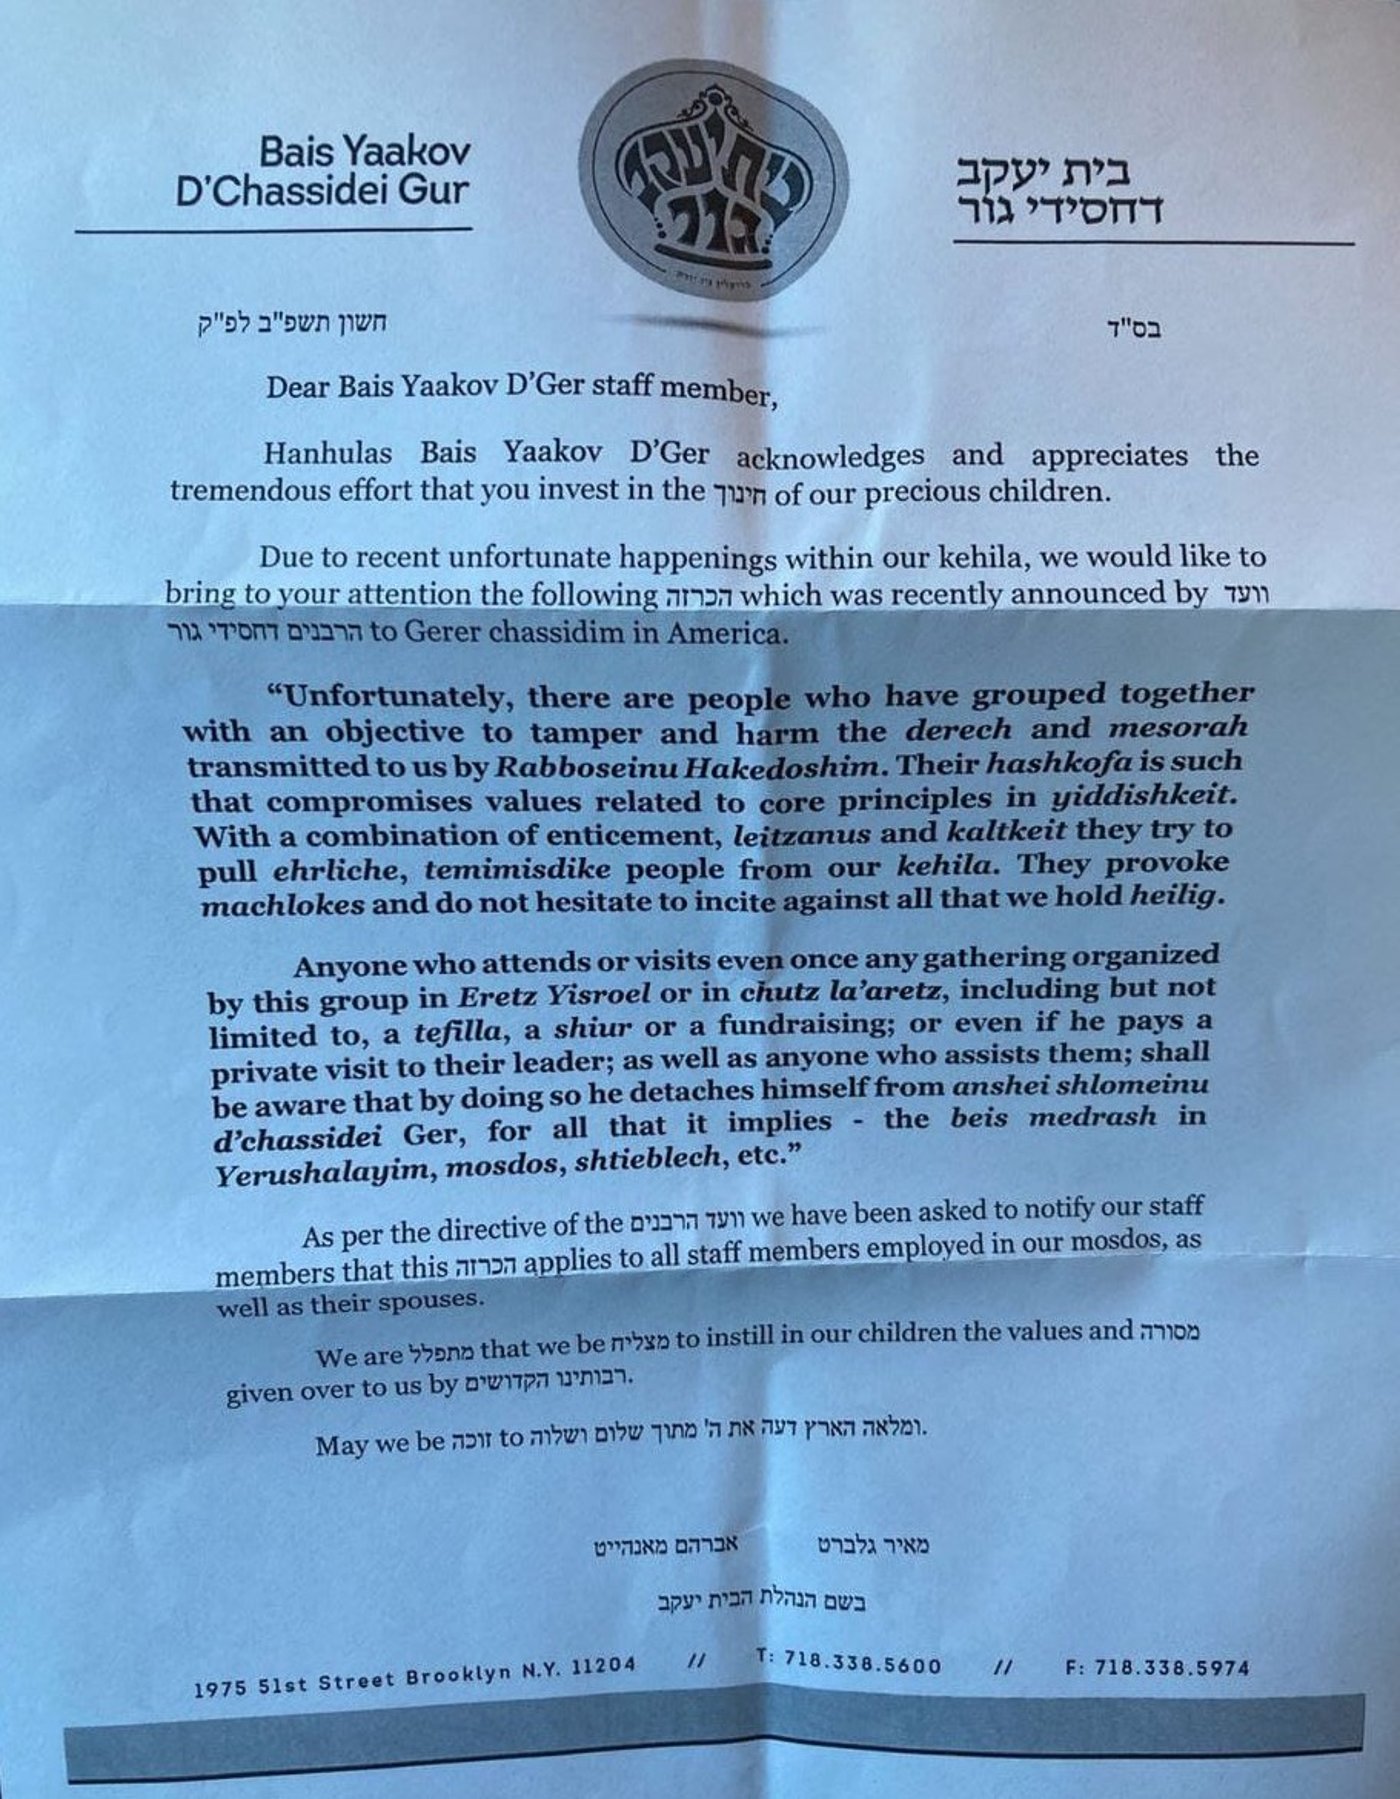 Bais Yaakov
D'Chassidei Gur
בית יעקב
דחסידי גור
בית יעקב
דגור
בס"ד
חשון תשפ"ב לפ"ק
Dear Bais Yaakov D'Ger staff member,
Hanhulas Bais Yaakov D'Ger acknowledges and appreciates the
tremendous effort that you invest in the חינוך of our precious children.
Due to recent unfortunate happenings within our kehila, we would like to
bring to your attention the following הכרזה which was recently announced by וועד
הרבנים דחסידי גור to Gerer chassidim in America.
“Unfortunately, there are people who have grouped together
with an objective to tamper and harm the derech and mesorah
transmitted to us by Rabboseinu Hakedoshim. Their hashkofa is such
that compromises values related to core principles in yiddishkeit.
With a combination of enticement, leitzanus and kaltkeit they try to
pull ehrliche, temimisdike people from our kehila. They provoke
machlokes and do not hesitate to incite against all that we hold heilig.
Anyone who attends or visits even once any gathering organized
by this group in Eretz Yisroel or in chutz la'aretz, including but not
limited to, a tefilla, a shiur or a fundraising; or even if he pays a
private visit to their leader; as well as anyone who assists them; shall
be aware that by doing so he detaches himself from anshei shlomeinu
d'chassidei Ger, for all that it implies - the beis medrash in
Yerushalayim, mosdos, shtieblech, etc.”
As per the directive of the וועד הרבנים we have been asked to notify our staff
members that this הכרזה applies to all staff members employed in our mosdos, as
well as their spouses.
We are מתפלל that we be מצליח to instill in our children the values and מסורה
given over to us by רבותינו הקדושים.
May we be זוכה to ומלאה הארץ דעה את ה' מתוך שלום ושלוה.
מאיר גלברט אברהם מאנהייט
בשם הנהלת הבית יעקב
1975 51st Street Brooklyn N.Y. 11204 // T: 718.338.5600 // F: 718.338.5974